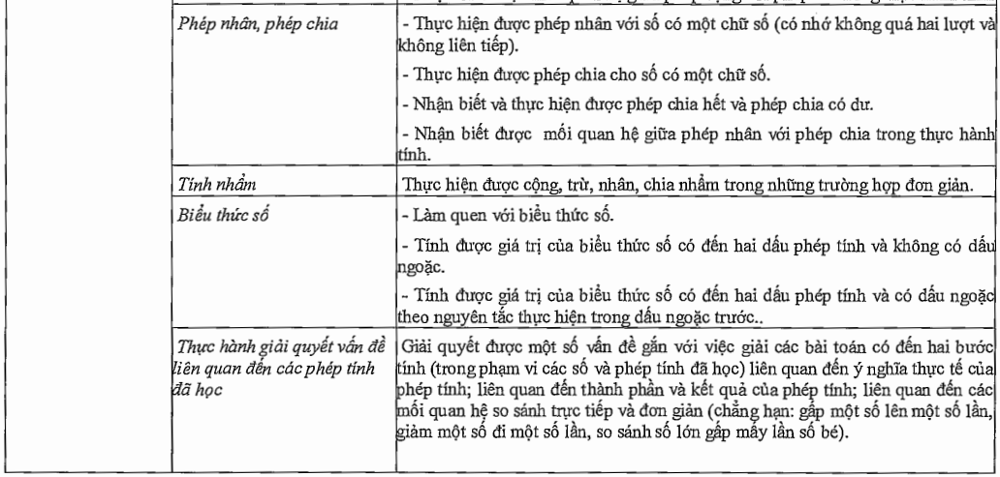 Phép nhân, phép chia
- Thực hiện được phép nhân với số có một chữ số (có nhớ không quá hai lượt và
không liên tiếp).
- Thực hiện được phép chia cho số có một chữ số.
- Nhận biết và thực hiện được phép chia hết và phép chia có dư.
- Nhận biết được mối quan hệ giữa phép nhân với phép chia trong thực hành
tính.
Tính nhẩm
Thực hiện được cộng, trừ, nhân, chia nhẩm trong những trường hợp đơn giản.
Biểu thức số
- Làm quen với biểu thức số.
- Tính được giá trị của biểu thức số có đến hai dấu phép tính và không có dấu
ngoặc.
- Tính được giá trị của biểu thức số có đến hai dấu phép tính và có dấu ngoặc
theo nguyên tắc thực hiện trong dấu ngoặc trước..
Thực hành giải quyết vấn đề
liên quan đến các phép tính
đã học
Giải quyết được một số vấn đề gắn với việc giải các bài toán có đến hai bước
tính (trong phạm vi các số và phép tính đã học) liên quan đến ý nghĩa thực tế của
phép tính; liên quan đến thành phần và kết quả của phép tính; liên quan đến các
mối quan hệ so sánh trực tiếp và đơn giản (chẳng hạn: gấp một số lên một số lần,
giảm một số đi một số lần, so sánh số lớn gấp mấy lần số bé).